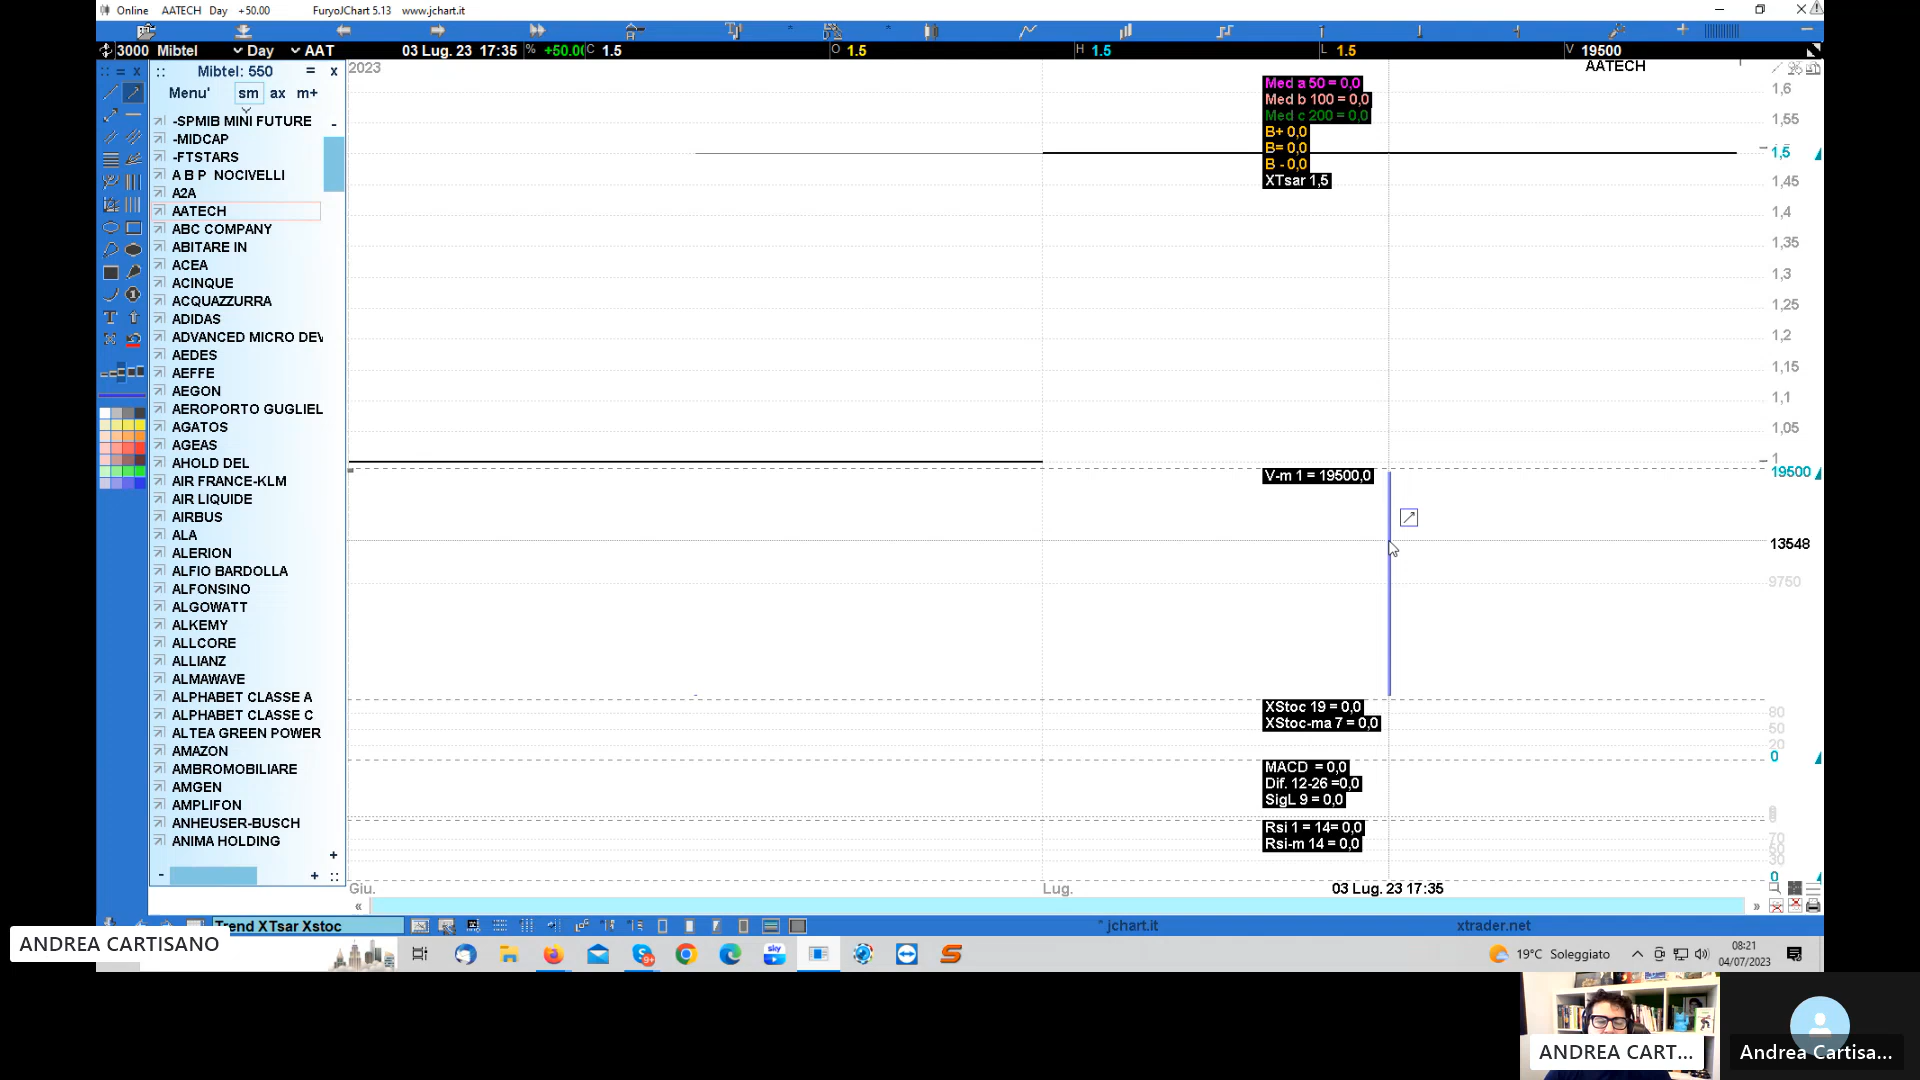 Online AATECH Day +50.00 FuryoJChart 5.13 www.jchart.it
3000 Mibtel Day AAT 03 Lug. 23 17:35 % +50.00 C 1.5 O 1.5 H 1.5 L 1.5 V 19500
Mibtel: 550 = x
Menu' sm ax m+
-SPMIB MINI FUTURE
-MIDCAP
-FTSTARS
A B P NOCIVELLI
A2A
AATECH
ABC COMPANY
ABITARE IN
ACEA
ACINQUE
ACQUAZZURRA
ADIDAS
ADVANCED MICRO DEV
AEDES
AEFFE
AEGON
AEROPORTO GUGLIEL
AGATOS
AGEAS
AHOLD DEL
AIR FRANCE-KLM
AIR LIQUIDE
AIRBUS
ALA
ALERION
ALFIO BARDOLLA
ALFONSINO
ALGOWATT
ALKEMY
ALLCORE
ALLIANZ
ALMAWAVE
ALPHABET CLASSE A
ALPHABET CLASSE C
ALTEA GREEN POWER
AMAZON
AMBROMOBILIARE
AMGEN
AMPLIFON
ANHEUSER-BUSCH
ANIMA HOLDING
2023
AATECH
Med a 50 = 0,0
Med b 100 = 0,0
Med c 200 = 0,0
B+ 0,0
B= 0,0
B - 0,0
XTsar 1,5
1,6
1,55
1,5
1,45
1,4
1,35
1,3
1,25
1,2
1,15
1,1
1,05
1
V-m 1 = 19500,0
19500
13548
9750
XStoc 19 = 0,0
XStoc-ma 7 = 0,0
80
50
20
0
MACD = 0,0
Dif. 12-26 =0,0
SigL 9 = 0,0
Rsi 1 = 14= 0,0
Rsi-m 14 = 0,0
70
50
30
0
Giu. Lug. 03 Lug. 23 17:35
« »
Trend XTsar Xstoc * jchart.it xtrader.net
ANDREA CARTISANO
sky
9+
19°C Soleggiato
08:21
04/07/2023
ANDREA CART...
Andrea Cartisa...